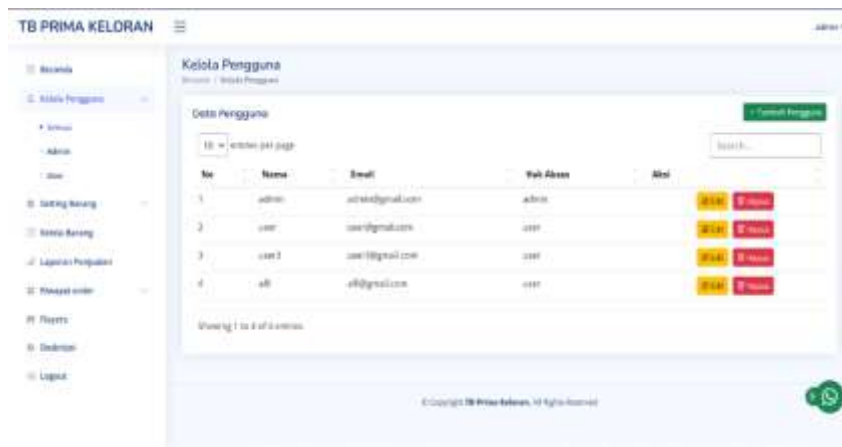 TB PRIMA KELORAN
admin
Kelola Pengguna
Beranda / Kelola Pengguna
Beranda
Kelola Pengguna
Semua
Admin
User
Setting Barang
Kelola Barang
Laporan Penjualan
Riwayat order
Players
Logout
Data Pengguna
+ Tambah Pengguna
10 entries per page
Search...
No Nama Email Hak Akses Aksi
1 admin admin@gmail.com admin Edit Hapus
2 user user@gmail.com user Edit Hapus
3 user3 user3@gmail.com user Edit Hapus
4 alfi alfi@gmail.com user Edit Hapus
Showing 1 to 4 of 4 entries
© Copyright TB Prima Keloran. All Rights Reserved